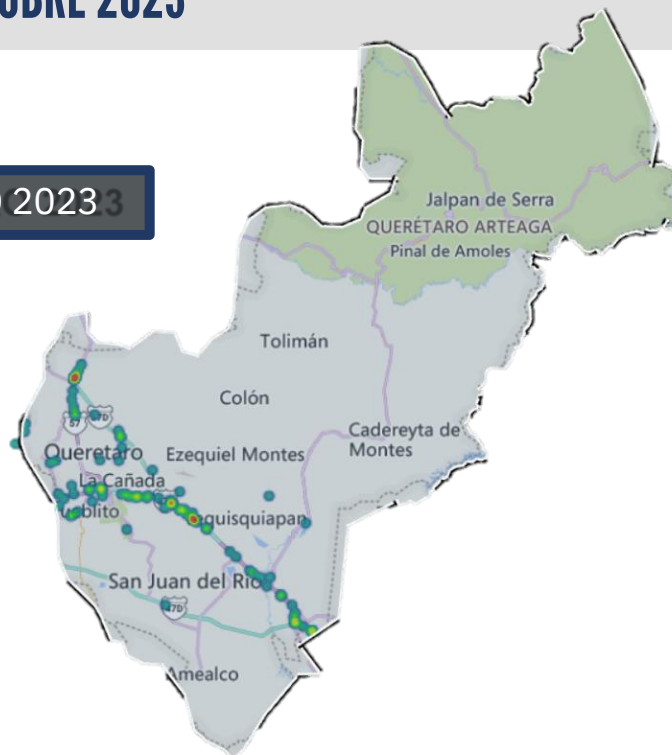 2023
2023
Jalpan de Serra
QUERÉTARO ARTEAGA
Pinal de Amoles
Tolimán
Colón
Cadereyta de
Montes
57
Querétaro
Ezequiel Montes
La Cañada
San Juan del Río
Amealco